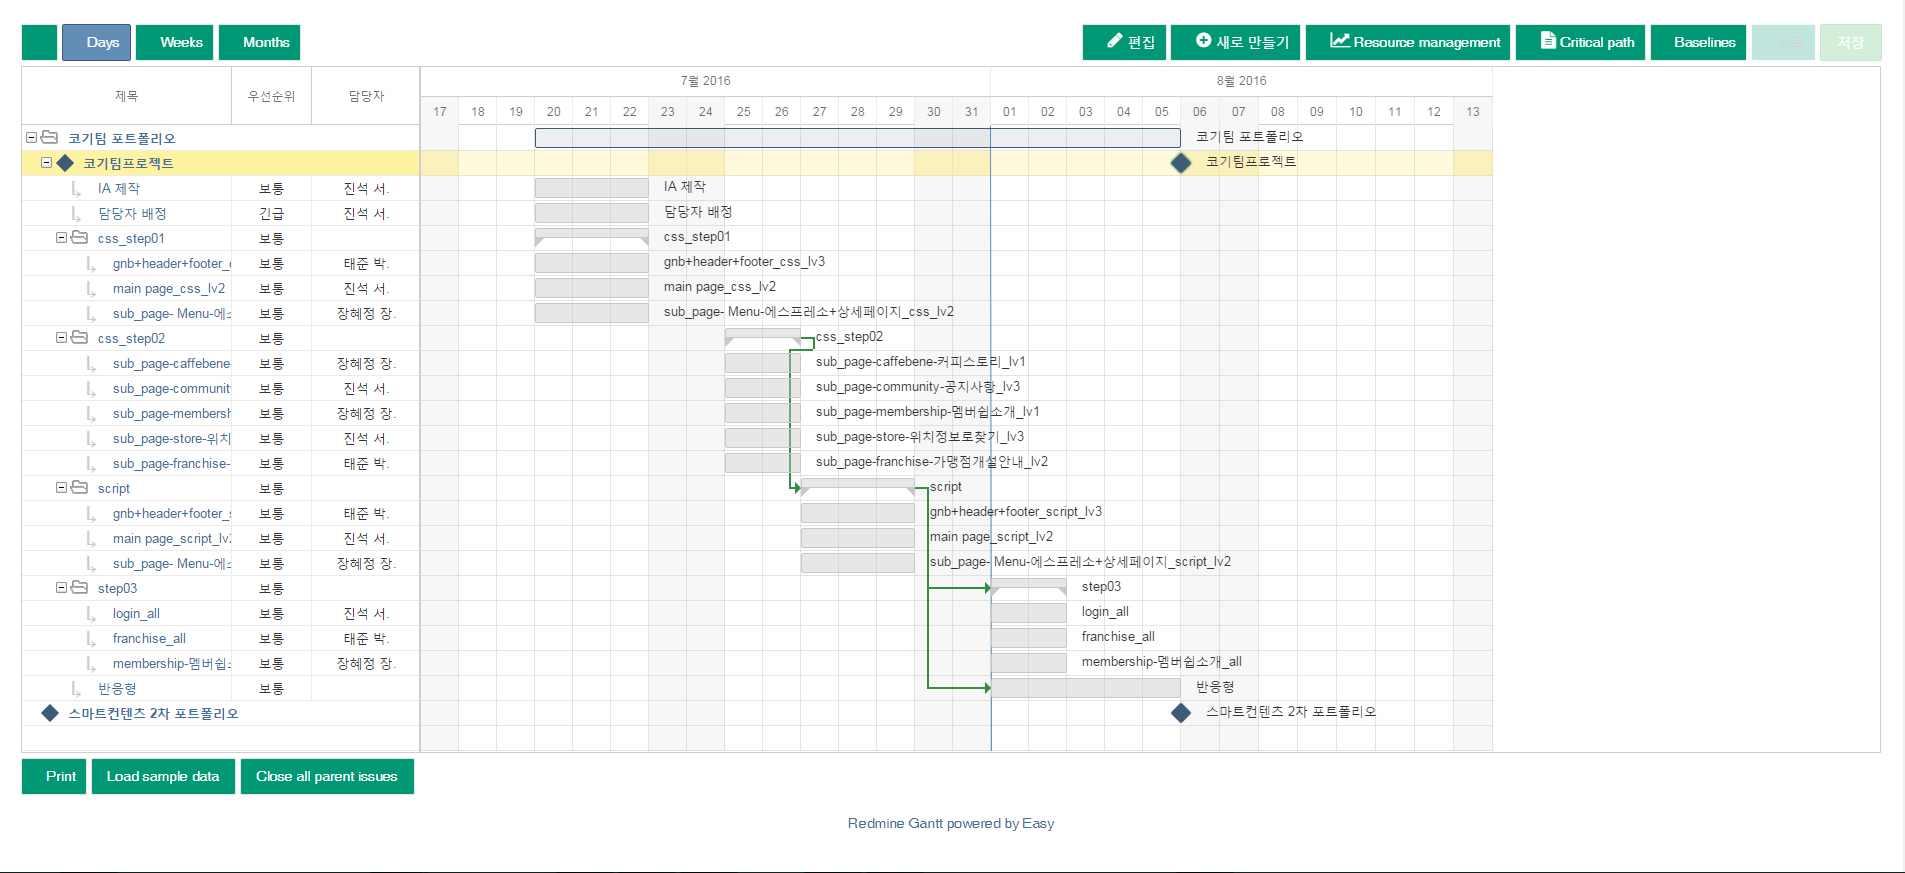 Days Weeks Months 편집 새로 만들기 Resource management Critical path Baselines 저장
제목 우선순위 담당자 7월 2016 8월 2016
17 18 19 20 21 22 23 24 25 26 27 28 29 30 31 01 02 03 04 05 06 07 08 09 10 11 12 13
코기팀 포트폴리오 코기팀 포트폴리오
코기팀프로젝트 코기팀프로젝트
IA 제작 보통 진석 서. IA 제작
담당자 배정 긴급 진석 서. 담당자 배정
css_step01 보통 css_step01
gnb+header+footer_ 보통 태준 박. gnb+header+footer_css_lv3
main page_css_lv2 보통 진석 서. main page_css_lv2
sub_page- Menu-에스 보통 장혜정 장. sub_page- Menu-에스프레소+상세페이지_css_lv2
css_step02 보통 css_step02
sub_page-caffebene- 보통 장혜정 장. sub_page-caffebene-커피스토리_lv1
sub_page-communit 보통 진석 서. sub_page-community-공지사항_lv3
sub_page-membersh 보통 장혜정 장. sub_page-membership-멤버쉽소개_lv1
sub_page-store-위치 보통 진석 서. sub_page-store-위치정보로찾기_lv3
sub_page-franchise- 보통 태준 박. sub_page-franchise-가맹점개설안내_lv2
script 보통 script
gnb+header+footer_s 보통 태준 박. gnb+header+footer_script_lv3
main page_script_lv2 보통 진석 서. main page_script_lv2
sub_page- Menu-에스 보통 장혜정 장. sub_page- Menu-에스프레소+상세페이지_script_lv2
step03 보통 step03
login_all 보통 진석 서. login_all
franchise_all 보통 태준 박. franchise_all
membership-멤버쉽소 보통 장혜정 장. membership-멤버쉽소개_all
반응형 보통 반응형
스마트컨텐츠 2차 포트폴리오 스마트컨텐츠 2차 포트폴리오
Print Load sample data Close all parent issues
Redmine Gantt powered by Easy